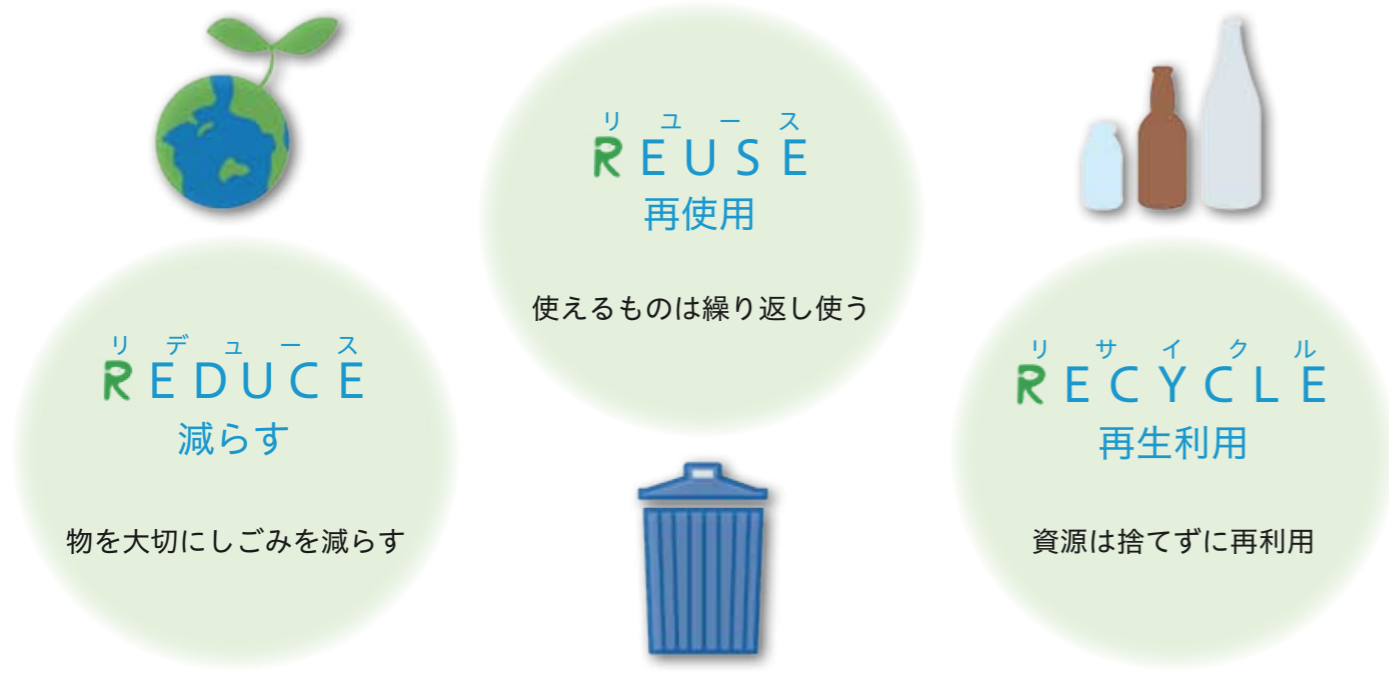 リデュース
REDUCE
減らす
物を大切にしごみを減らす
リユース
REUSE
再使用
使えるものは繰り返し使う
リサイクル
RECYCLE
再生利用
資源は捨てずに再利用